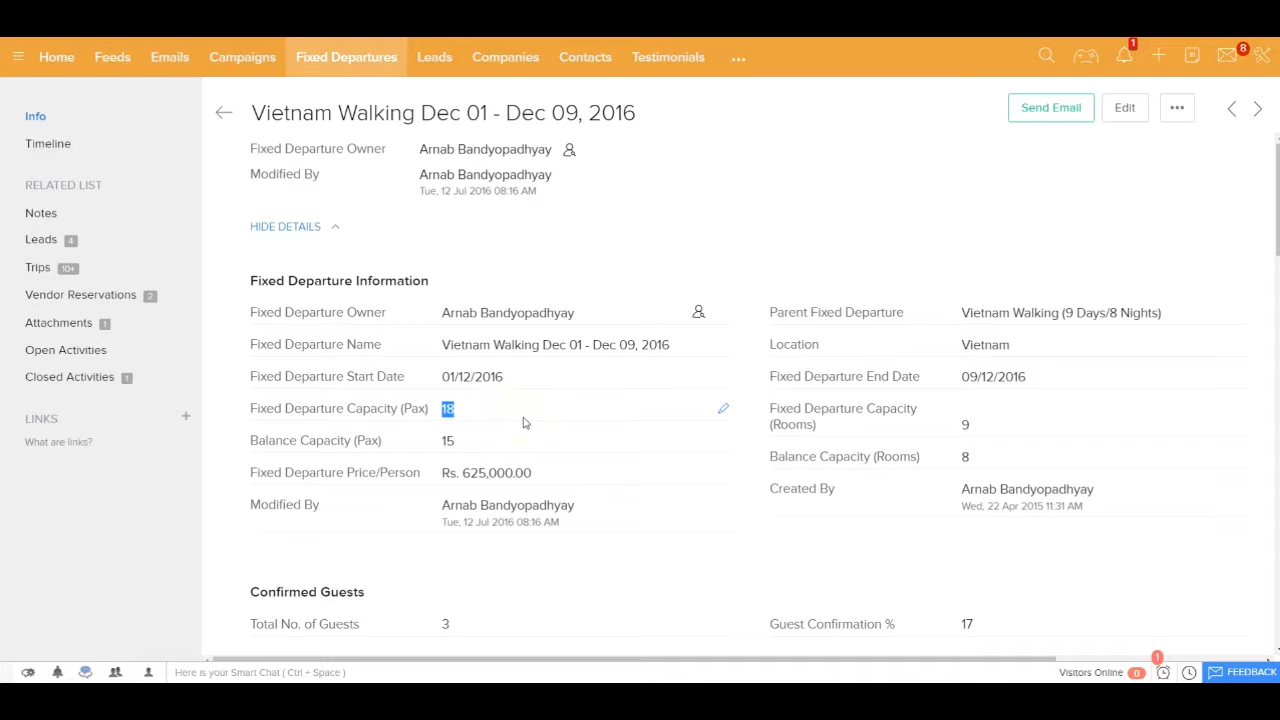 Home Feeds Emails Campaigns Fixed Departures Leads Companies Contacts Testimonials ... 1 31 8
Info
Timeline
RELATED LIST
Notes
Leads 4
Trips 10+
Vendor Reservations 2
Attachments 1
Open Activities
Closed Activities 1
LINKS +
What are links?
Vietnam Walking Dec 01 - Dec 09, 2016 Send Email Edit •••
Fixed Departure Owner Arnab Bandyopadhyay
Modified By Arnab Bandyopadhyay
Tue, 12 Jul 2016 08:16 AM
HIDE DETAILS
Fixed Departure Information
Fixed Departure Owner Arnab Bandyopadhyay Parent Fixed Departure Vietnam Walking (9 Days/8 Nights)
Fixed Departure Name Vietnam Walking Dec 01 - Dec 09, 2016 Location Vietnam
Fixed Departure Start Date 01/12/2016 Fixed Departure End Date 09/12/2016
Fixed Departure Capacity (Pax) 18 Fixed Departure Capacity
(Rooms) 9
Balance Capacity (Pax) 15 Balance Capacity (Rooms) 8
Fixed Departure Price/Person Rs. 625,000.00 Created By Arnab Bandyopadhyay
Wed, 22 Apr 2015 11:31 AM
Modified By Arnab Bandyopadhyay
Tue, 12 Jul 2016 08:16 AM
Confirmed Guests
Total No. of Guests 3 Guest Confirmation % 17
Here is your Smart Chat ( Ctrl + Space ) Visitors Online 0 1 FEEDBACK